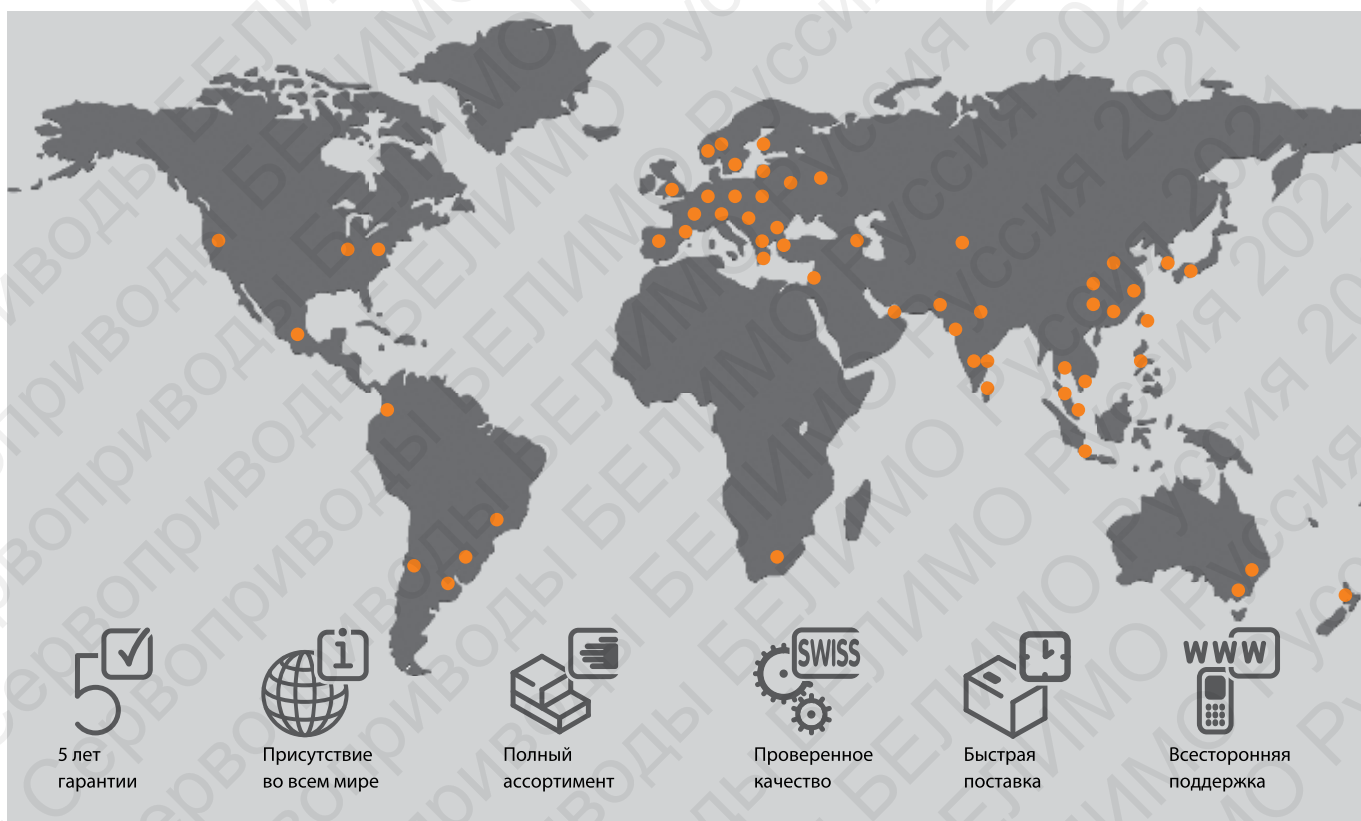 5 лет
гарантии
Присутствие
во всем мире
Полный
ассортимент
SWISS
Проверенное
качество
Быстрая
поставка
WWW
Всесторонняя
поддержка
Сервоприводы БЕЛИМО Руссия 2021